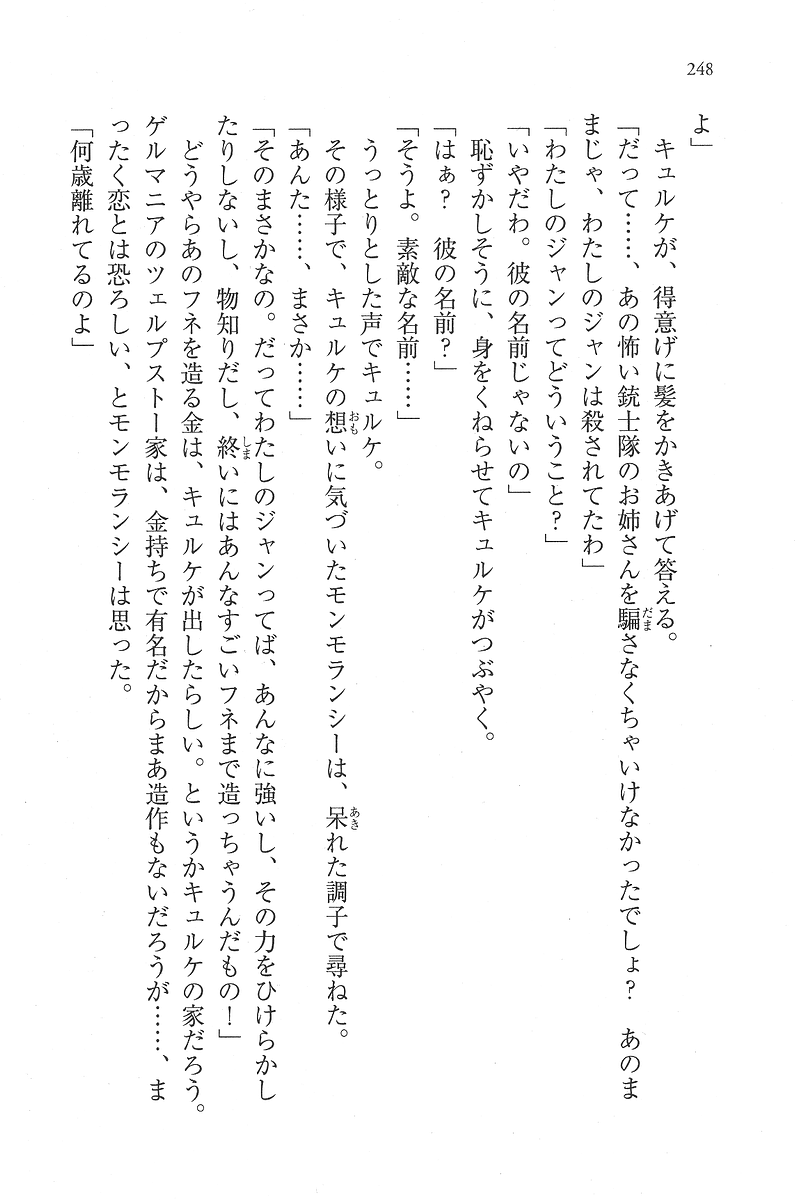 248
よ」
　キュルケが、得意げに髪をかきあげて答える。
「だって……、あの怖い銃士隊のお姉さんを騙さなくちゃいけなかったでしょ？　あのま
まじゃ、わたしのジャンは殺されてたわ」
「わたしのジャンってどういうこと？」
「いやだわ。彼の名前じゃないの」
　恥ずかしそうに、身をくねらせてキュルケがつぶやく。
「はぁ？　彼の名前？」
「そうよ。素敵な名前……」
　うっとりとした声でキュルケ。
　その様子で、キュルケの想いに気づいたモンモランシーは、呆れた調子で尋ねた。
「あんた……、まさか……」
「そのまさかなの。だってわたしのジャンってば、あんなに強いし、その力をひけらかし
たりしないし、物知りだし、終いにはあんなすごいフネまで造っちゃうんだもの！」
　どうやらあのフネを造る金は、キュルケが出したらしい。というかキュルケの家だろう。
ゲルマニアのツェルプストー家は、金持ちで有名だからまあ造作もないだろうが……、ま
ったく恋とは恐ろしい、とモンモランシーは思った。
「何歳離れてるのよ」